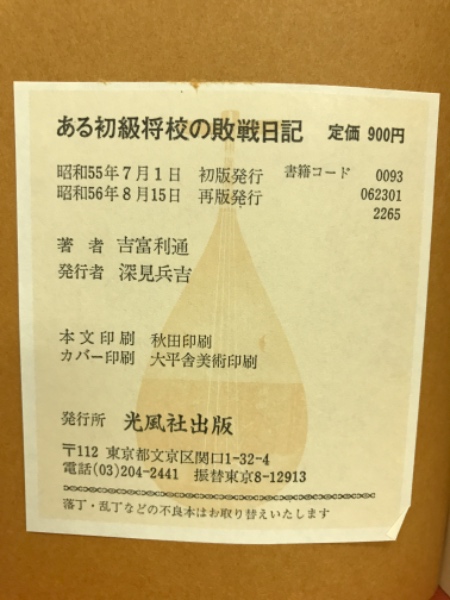 ある初級将校の敗戦日記 定価 900円
昭和55年7月1日 初版発行 書籍コード 0093
昭和56年8月15日 再版発行 062301
2265
著者 吉富利通
発行者 深見兵吉
本文印刷 秋田印刷
カバー印刷 大平舎美術印刷
発行所 光風社出版
〒112 東京都文京区関口1-32-4
電話(03)204-2441 振替東京8-12913
落丁・乱丁などの不良本はお取り替えいたします